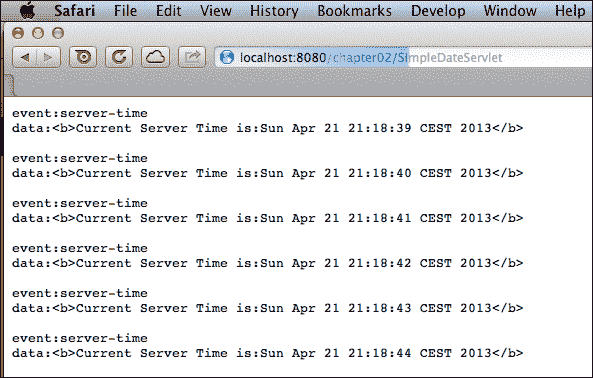 Safari File Edit View History Bookmarks Develop Window Help
localhost:8080/chapter02/SimpleDateServlet
event:server-time
data:<b>Current Server Time is:Sun Apr 21 21:18:39 CEST 2013</b>
event:server-time
data:<b>Current Server Time is:Sun Apr 21 21:18:40 CEST 2013</b>
event:server-time
data:<b>Current Server Time is:Sun Apr 21 21:18:41 CEST 2013</b>
event:server-time
data:<b>Current Server Time is:Sun Apr 21 21:18:42 CEST 2013</b>
event:server-time
data:<b>Current Server Time is:Sun Apr 21 21:18:43 CEST 2013</b>
event:server-time
data:<b>Current Server Time is:Sun Apr 21 21:18:44 CEST 2013</b>